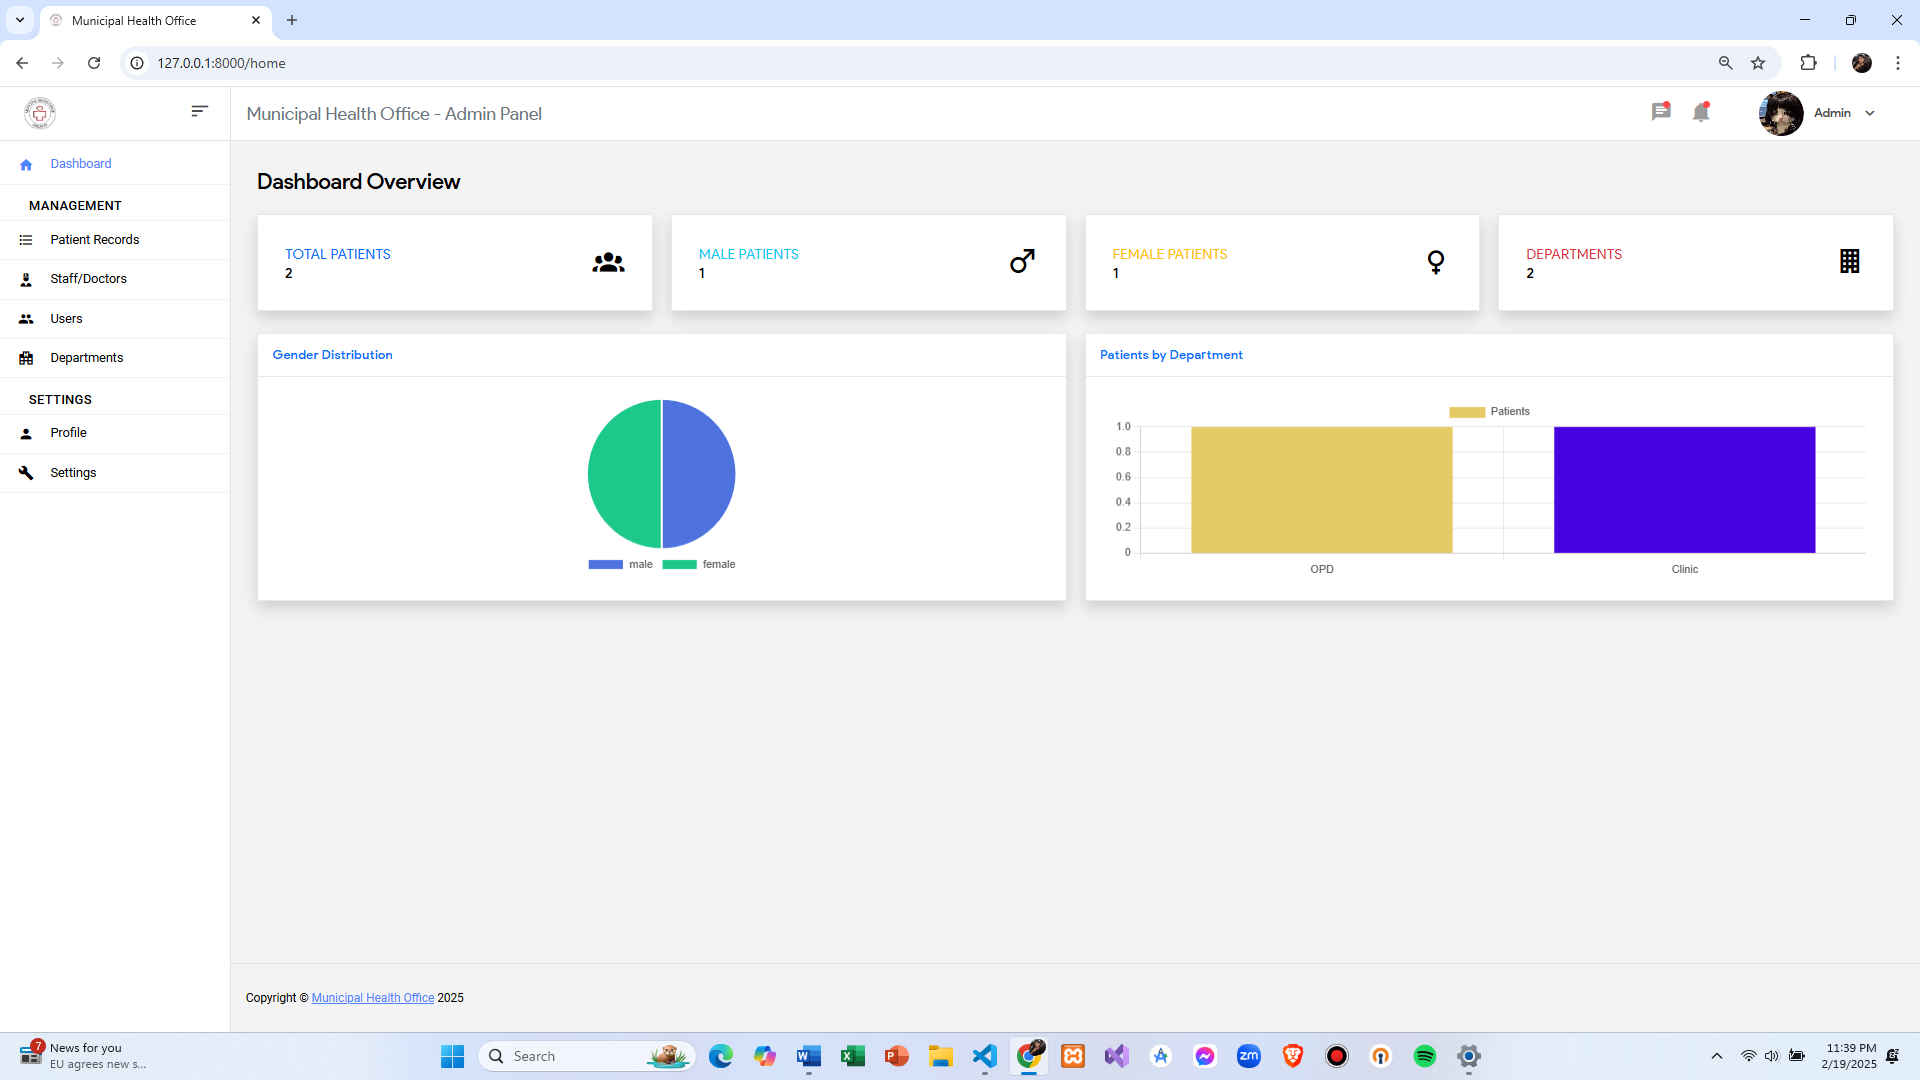 Municipal Health Office
127.0.0.1:8000/home
Municipal Health Office - Admin Panel
Admin
Dashboard
MANAGEMENT
Patient Records
Staff/Doctors
Users
Departments
SETTINGS
Profile
Settings
Dashboard Overview
TOTAL PATIENTS
2
MALE PATIENTS
1
FEMALE PATIENTS
1
DEPARTMENTS
2
Gender Distribution
male female
Patients by Department
Patients
1.0
0.8
0.6
0.4
0.2
0
OPD Clinic
Copyright © Municipal Health Office 2025
7
News for you
EU agrees new s...
Search
zm
11:39 PM
2/19/2025